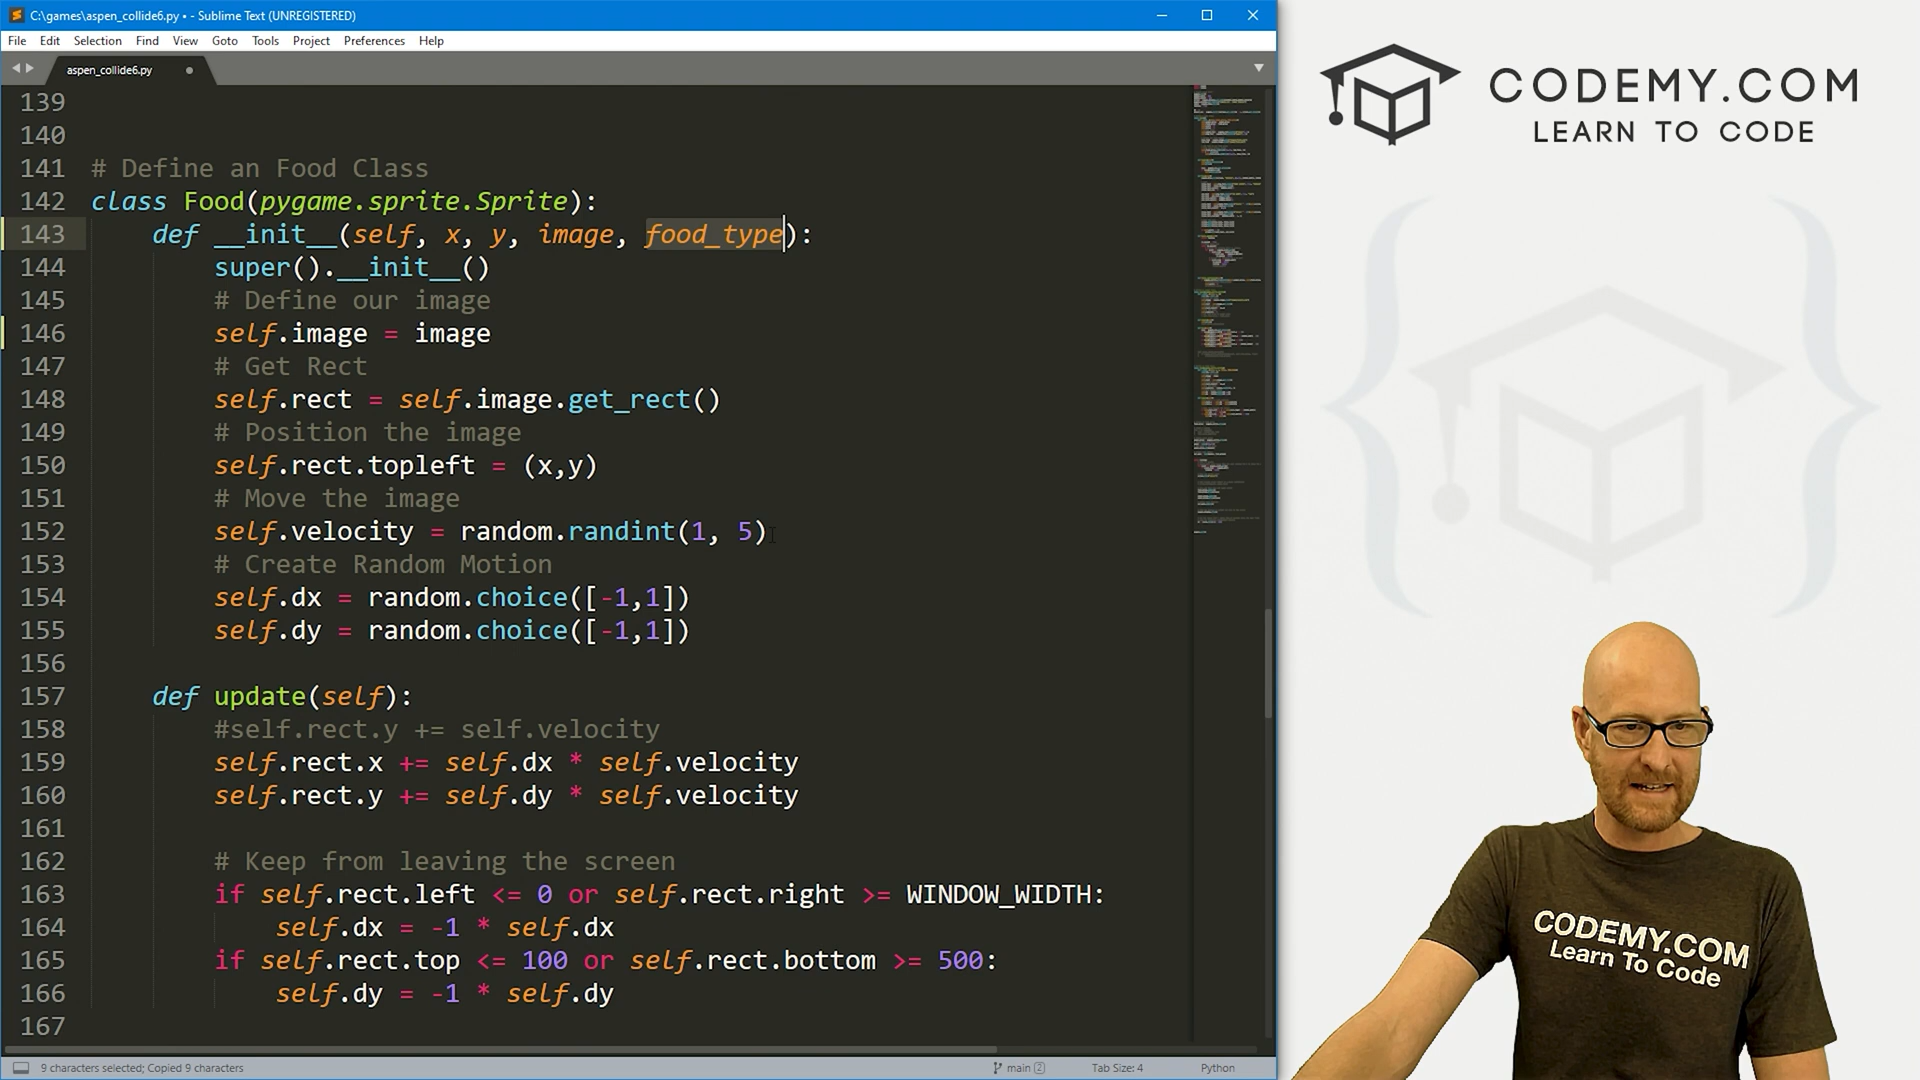 C:\games\aspen_collide6.py • - Sublime Text (UNREGISTERED)
File Edit Selection Find View Goto Tools Project Preferences Help
aspen_collide6.py
139
140
141 # Define an Food Class
142 class Food(pygame.sprite.Sprite):
143 def __init__(self, x, y, image, food_type):
144 super().__init__()
145 # Define our image
146 self.image = image
147 # Get Rect
148 self.rect = self.image.get_rect()
149 # Position the image
150 self.rect.topleft = (x,y)
151 # Move the image
152 self.velocity = random.randint(1, 5)
153 # Create Random Motion
154 self.dx = random.choice([-1,1])
155 self.dy = random.choice([-1,1])
156
157 def update(self):
158 #self.rect.y += self.velocity
159 self.rect.x += self.dx * self.velocity
160 self.rect.y += self.dy * self.velocity
161
162 # Keep from leaving the screen
163 if self.rect.left <= 0 or self.rect.right >= WINDOW_WIDTH:
164 self.dx = -1 * self.dx
165 if self.rect.top <= 100 or self.rect.bottom >= 500:
166 self.dy = -1 * self.dy
167
9 characters selected; Copied 9 characters
main 2
Tab Size: 4
Python
CODEMY.COM
LEARN TO CODE
CODEMY.COM
Learn To Code